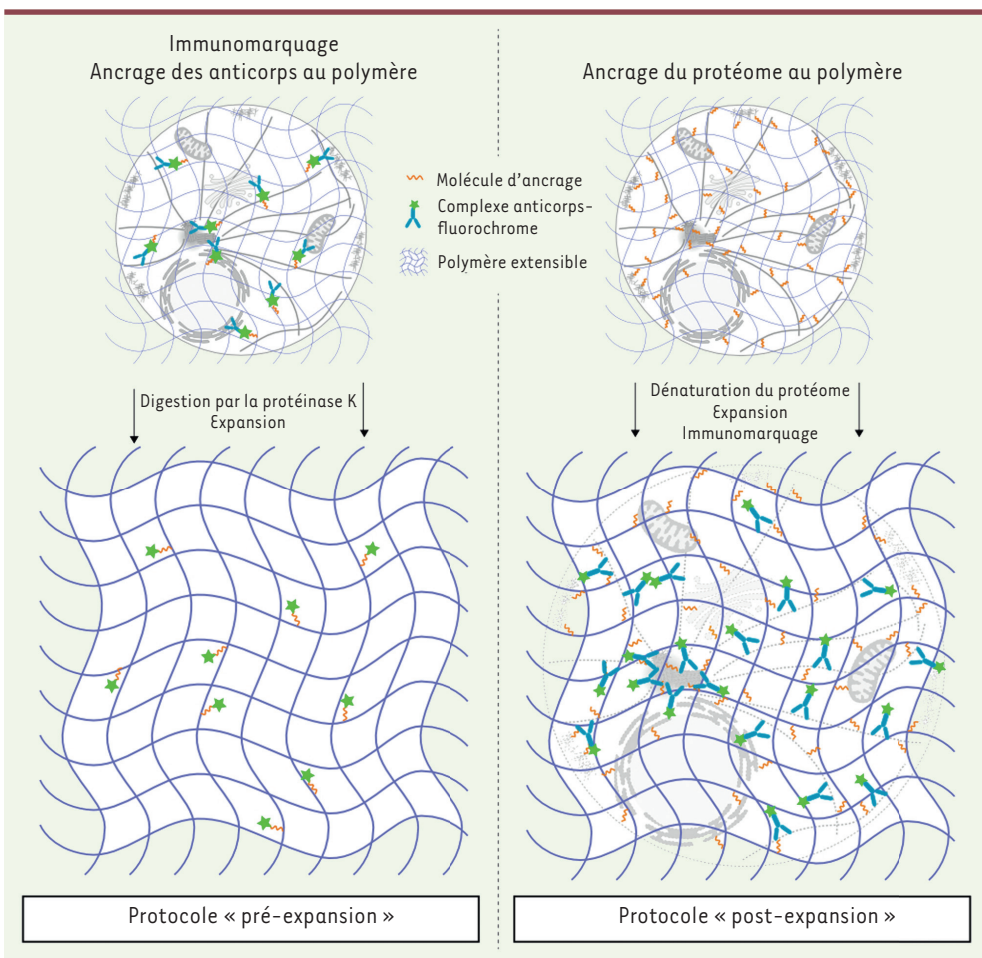 Immunomarquage
Ancrage des anticorps au polymère
Ancrage du protéome au polymère
Molécule d'ancrage
Complexe anticorps-
fluorochrome
Polymère extensible
Digestion par la protéinase K
Expansion
Dénaturation du protéome
Expansion
Immunomarquage
Protocole « pré-expansion »
Protocole « post-expansion »